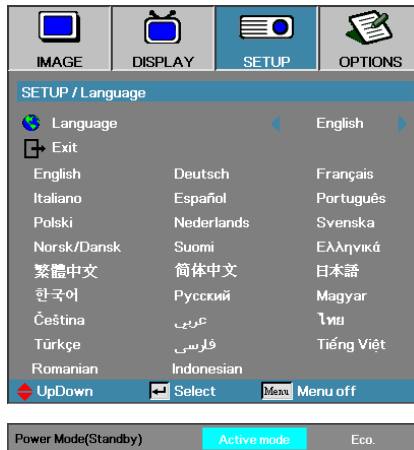 IMAGE DISPLAY SETUP OPTIONS
SETUP / Language
Language English
Exit
English Deutsch Français
Italiano Español Português
Polski Nederlands Svenska
Norsk/Dansk Suomi Ελληνικά
繁體中文 简体中文 日本語
한국어 Русский Magyar
Čeština عربي ไทย
Türkçe فارسی Tiếng Việt
Romanian Indonesian
UpDown Select Menu Menu off
Power Mode(Standby) Active mode Eco.